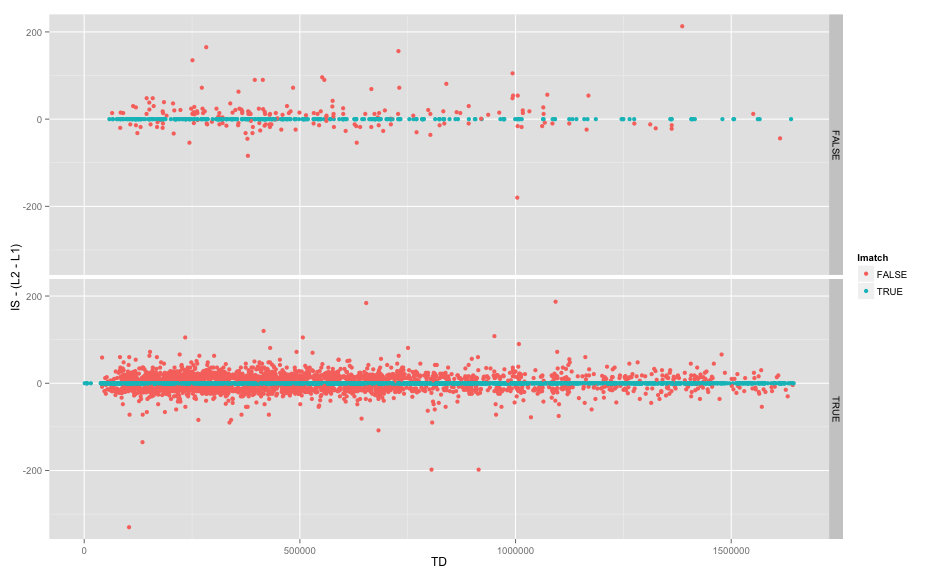 200
0
-200
FALSE
200
0
-200
TRUE
IS - (L2 - L1)
0
500000
1000000
1500000
TD
lmatch
FALSE
TRUE